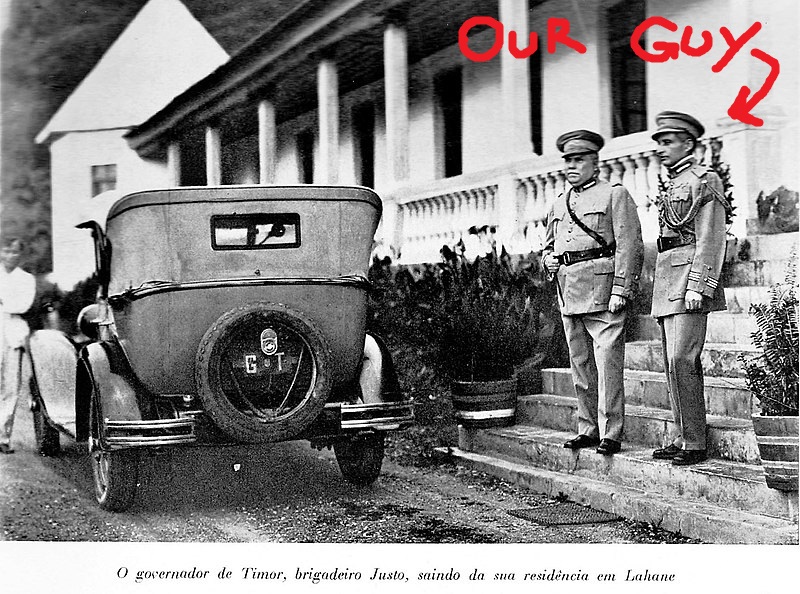 OUR GUY
G T
O governador de Timor, brigadeiro Justo, saindo da sua residência em Lahane